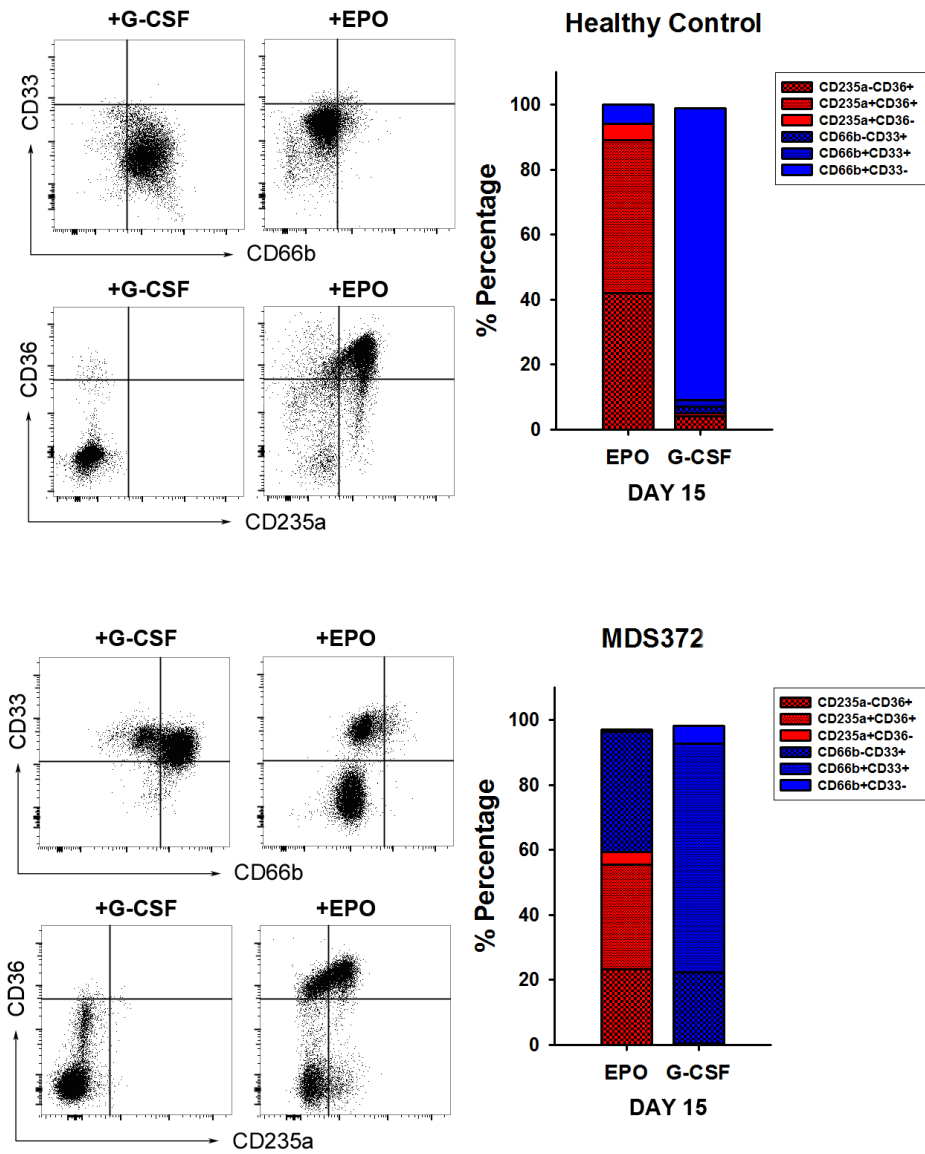 +G-CSF
+EPO
CD33
CD66b
+G-CSF
+EPO
CD36
CD235a
Healthy Control
% Percentage
100
80
60
40
20
0
EPO
G-CSF
DAY 15
CD235a-CD36+
CD235a+CD36+
CD235a+CD36-
CD66b-CD33+
CD66b+CD33+
CD66b+CD33-
+G-CSF
+EPO
CD33
CD66b
+G-CSF
+EPO
CD36
CD235a
MDS372
% Percentage
100
80
60
40
20
0
EPO
G-CSF
DAY 15
CD235a-CD36+
CD235a+CD36+
CD235a+CD36-
CD66b-CD33+
CD66b+CD33+
CD66b+CD33-